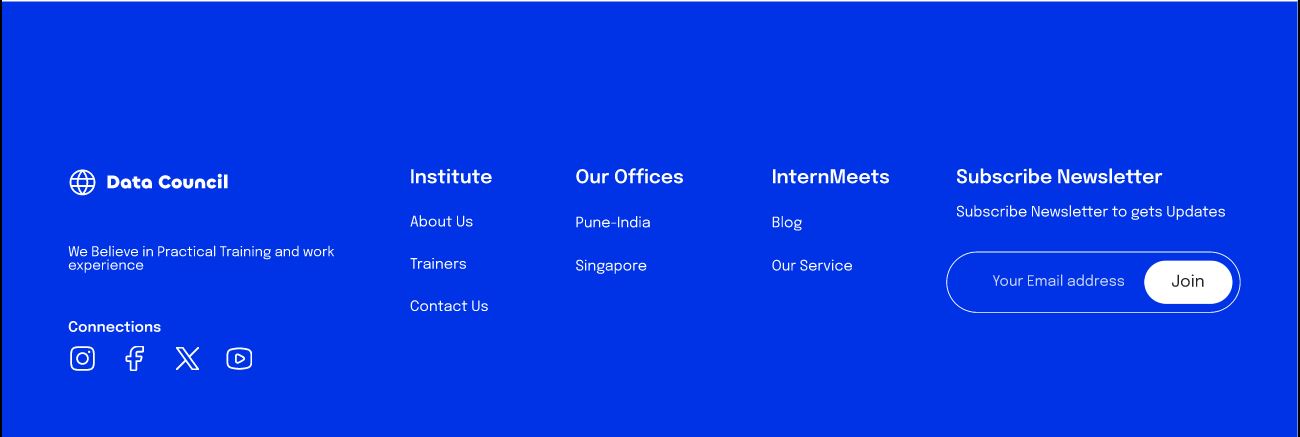 Data Council
We Believe in Practical Training and work
experience
Connections
Institute
About Us
Trainers
Contact Us
Our Offices
Pune-India
Singapore
InternMeets
Blog
Our Service
Subscribe Newsletter
Subscribe Newsletter to gets Updates
Your Email address
Join